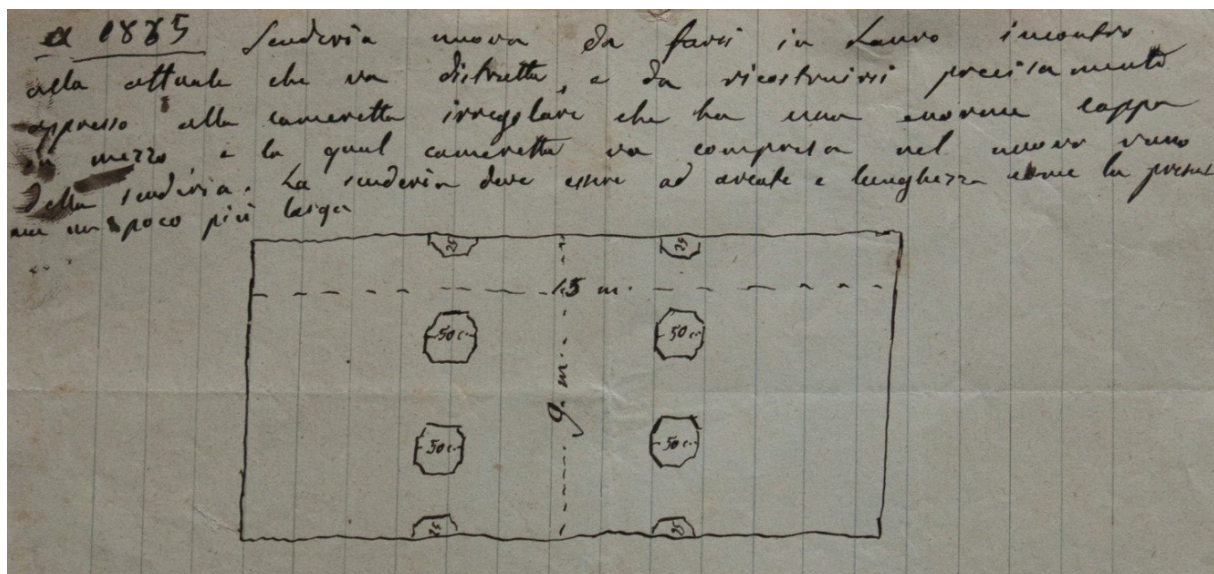 1885 Scuderia nuova da farsi in Lauro incontro
alla attuale che va distrutta, e da ricostruirsi precisamente
appresso alla cameretta irregolare che ha una enorme cappa
in mezzo, e la qual cameretta va compresa nel nuovo vano
della scuderia. La scuderia deve essere ad arcate e lunghezza come la presente
ma un poco più larga
25 25
15 m.
50 c. 50 c.
9. m.
50 c. 50 c.
25 25